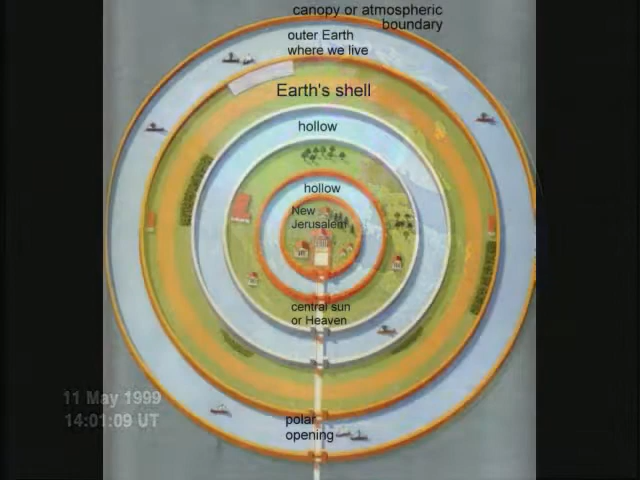 canopy or atmospheric
boundary
outer Earth
where we live
Earth's shell
hollow
hollow
New
Jerusalem
central sun
or Heaven
11 May 1999
14:01:09 UT
polar
opening